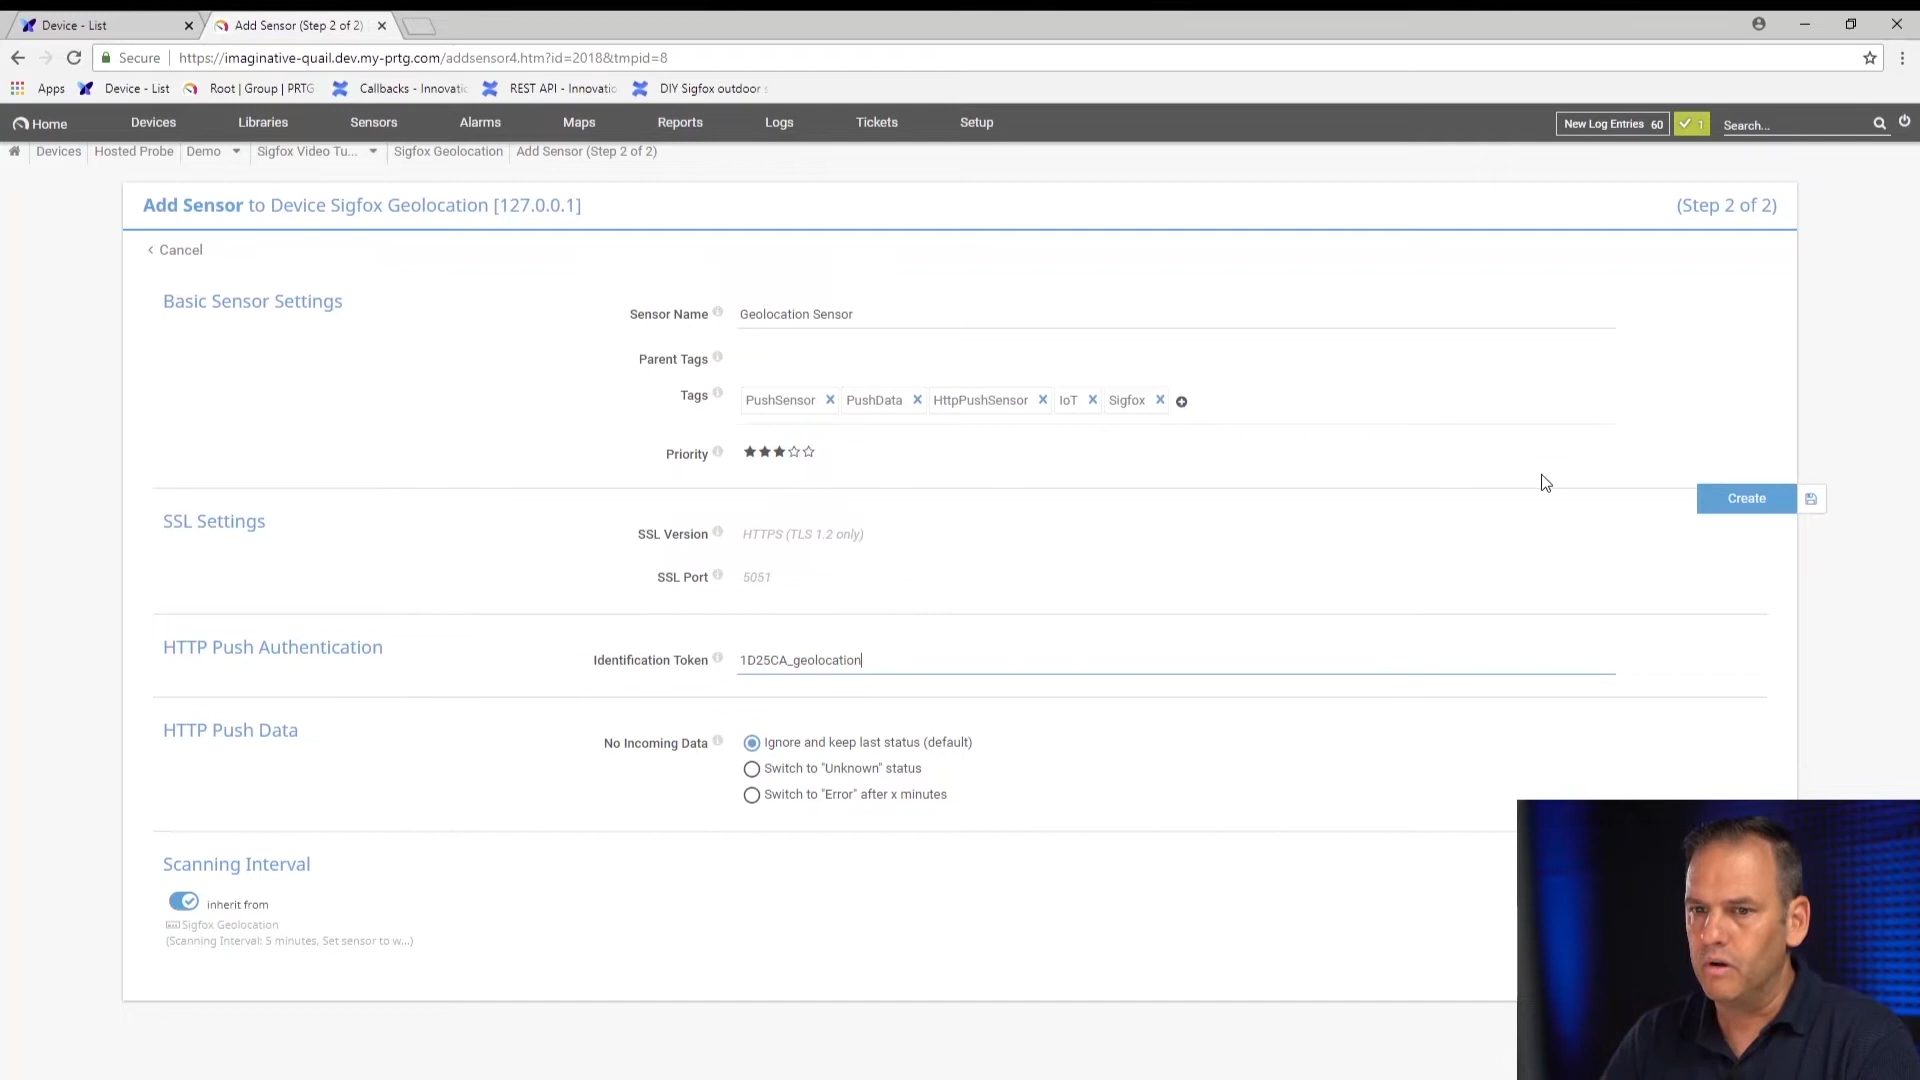 Device - List
Add Sensor (Step 2 of 2)
Secure https://imaginative-quail.dev.my-prtg.com/addsensor4.htm?id=2018&tmpid=8
Apps Device - List Root | Group | PRTG Callbacks - Innovatic REST API - Innovatio DIY Sigfox outdoor s
Home Devices Libraries Sensors Alarms Maps Reports Logs Tickets Setup New Log Entries 60 1 Search...
Devices Hosted Probe Demo Sigfox Video Tu... Sigfox Geolocation Add Sensor (Step 2 of 2)
Add Sensor to Device Sigfox Geolocation [127.0.0.1] (Step 2 of 2)
< Cancel
Basic Sensor Settings
Sensor Name Geolocation Sensor
Parent Tags
Tags PushSensor PushData HttpPushSensor IoT Sigfox
Priority
Create
SSL Settings
SSL Version HTTPS (TLS 1.2 only)
SSL Port 5051
HTTP Push Authentication
Identification Token 1D25CA_geolocation
HTTP Push Data
No Incoming Data Ignore and keep last status (default)
Switch to "Unknown" status
Switch to "Error" after x minutes
Scanning Interval
inherit from
Sigfox Geolocation
(Scanning Interval: 5 minutes, Set sensor to w...)